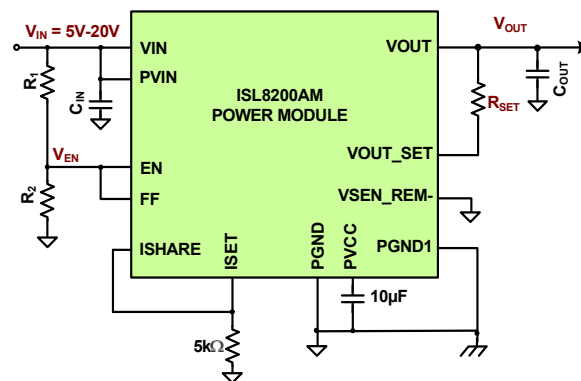 VIN = 5V-20V
VOUT
VIN
VOUT
PVIN
R1
CIN
COUT
ISL8200AM
POWER MODULE
RSET
VOUT_SET
VEN
EN
FF
R2
VSEN_REM-
ISHARE
ISET
PGND
PVCC
PGND1
10µF
5kΩ